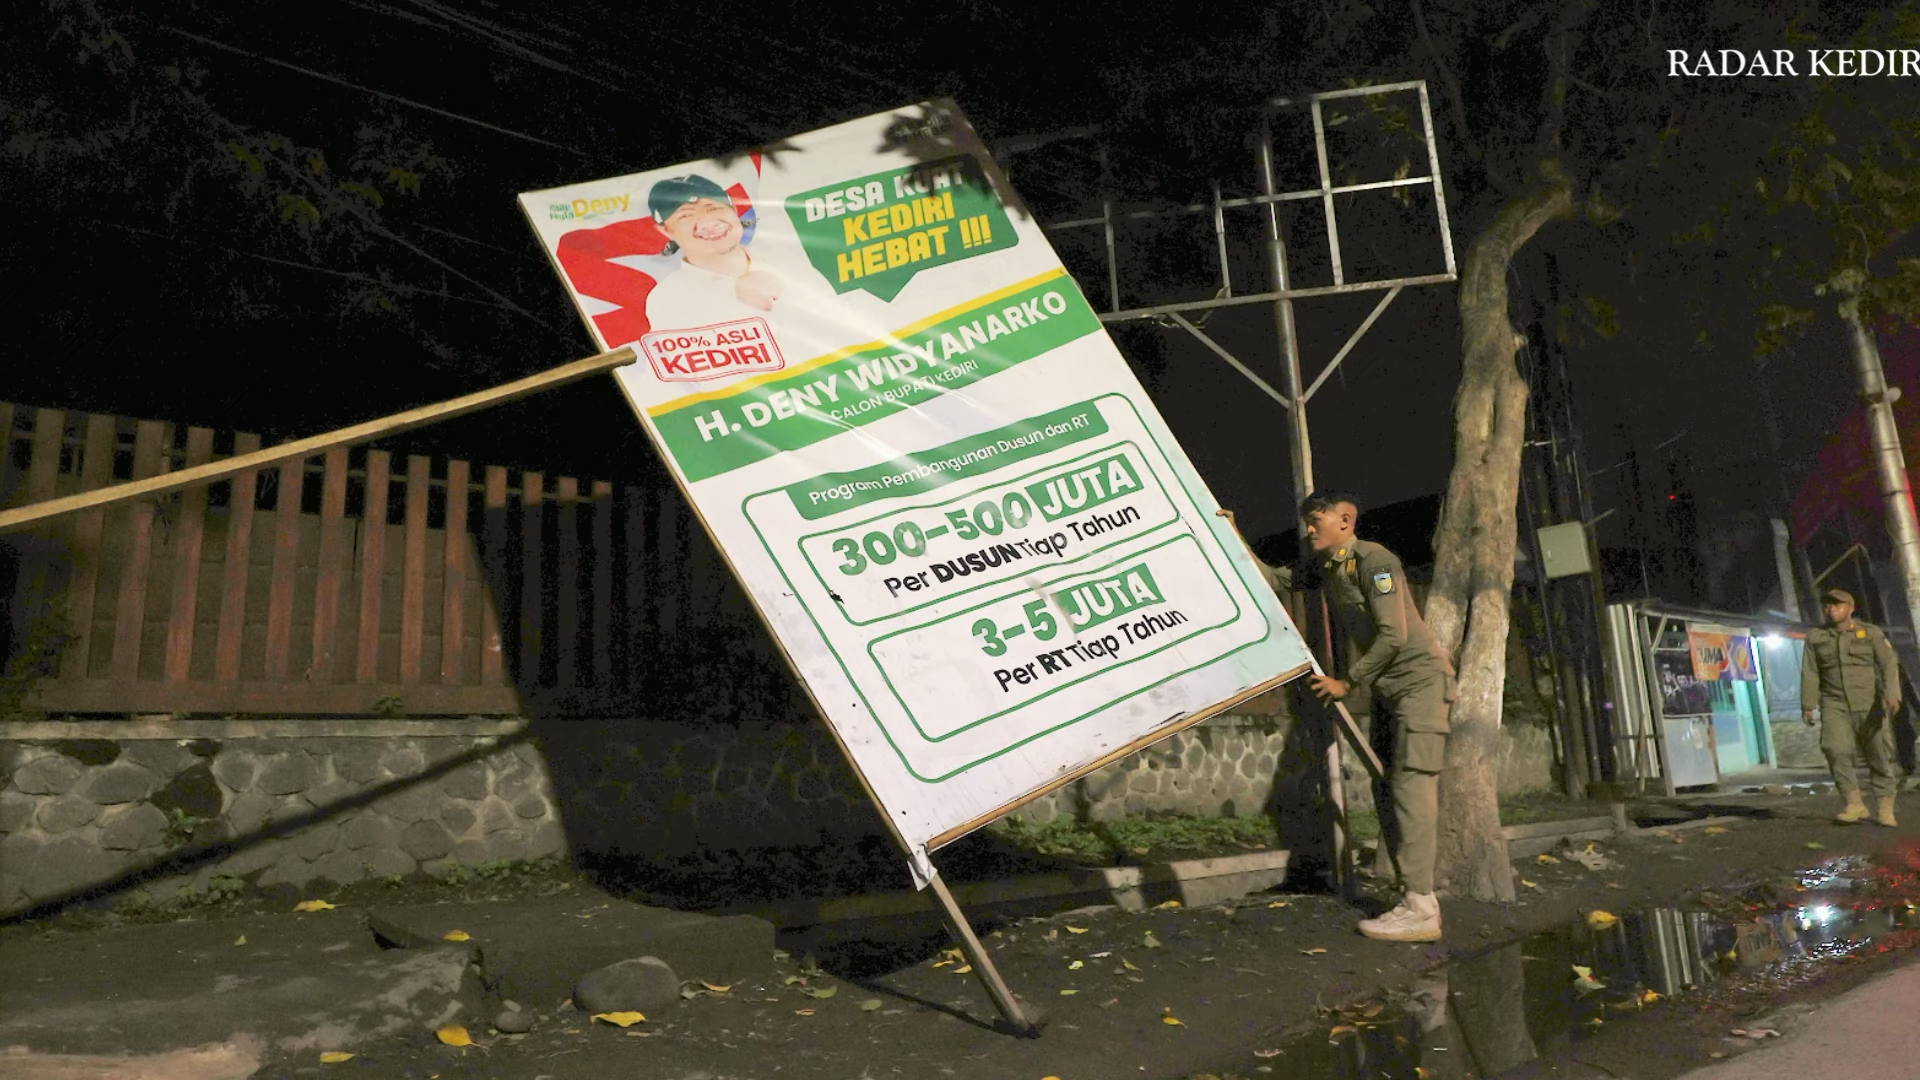 RADAR KEDIR
Deny
DESA KUAT
KEDIRI
HEBAT !!!
100% ASLI
KEDIRI
H. DENY WIDYANARKO
CALON BUPATI KEDIRI
Program Pembangunan Dusun dan RT
300-500 JUTA
Per DUSUN Tiap Tahun
3-5 JUTA
Per RT Tiap Tahun